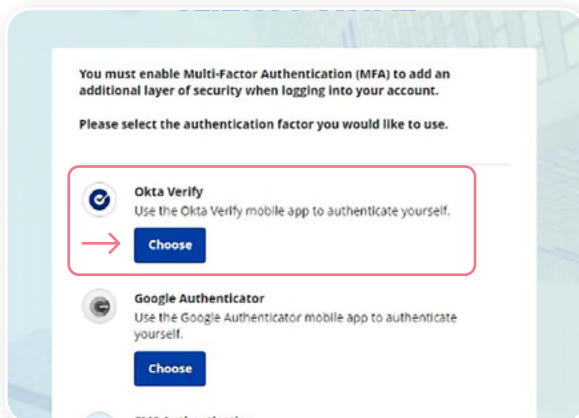 You must enable Multi-Factor Authentication (MFA) to add an
additional layer of security when logging into your account.
Please select the authentication factor you would like to use.
Okta Verify
Use the Okta Verify mobile app to authenticate yourself.
Choose
Google Authenticator
Use the Google Authenticator mobile app to authenticate
yourself.
Choose